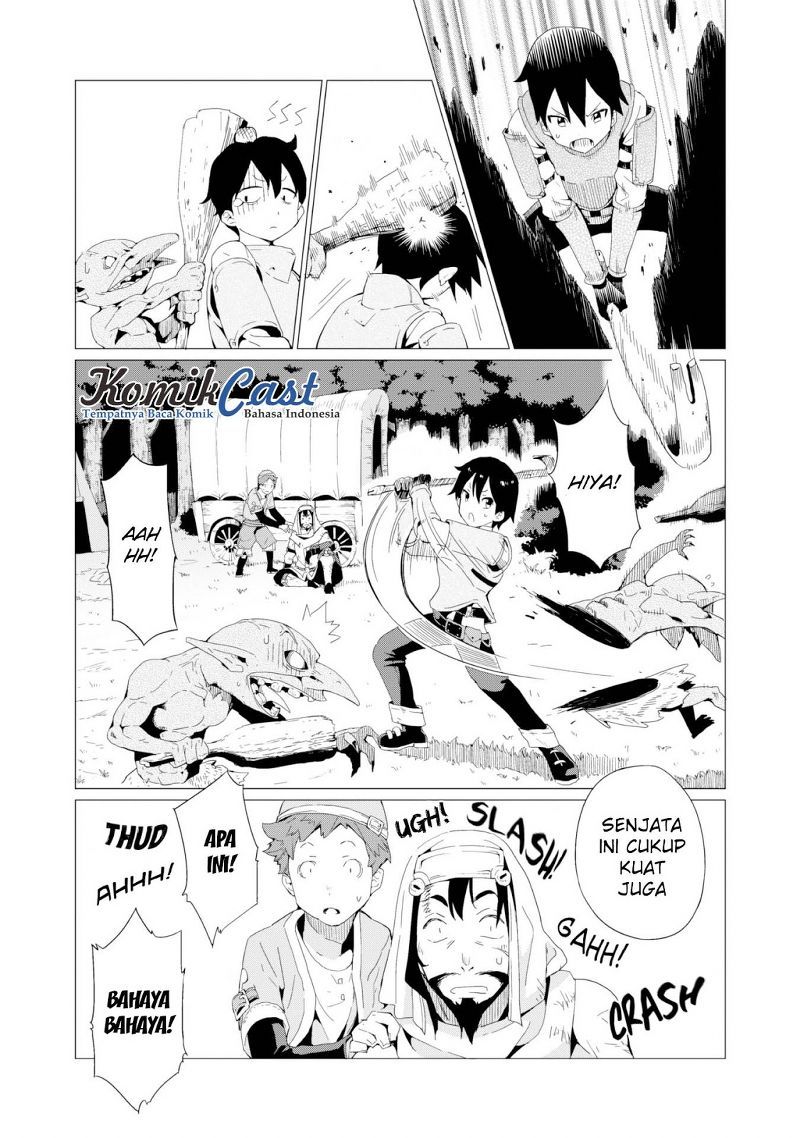 KomikCast
Tempatnya Baca Komik Bahasa Indonesia
HIYA!
AAH
HH!
SENJATA
INI CUKUP
KUAT
JUGA
SLASH!
UGH!
APA
INI!
THUD
AHHH!
GAHH!
CRASH
BAHAYA
BAHAYA!